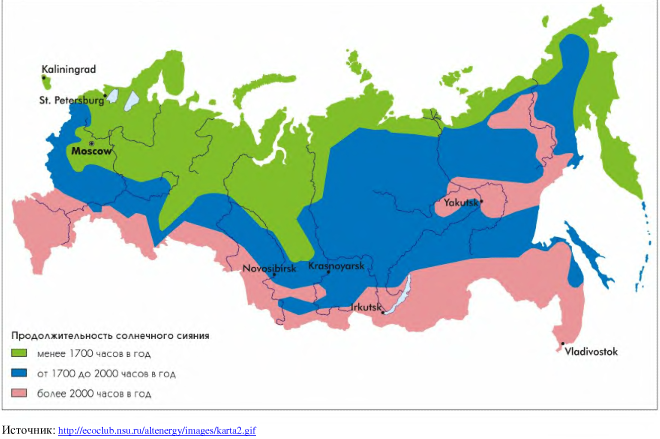 Kaliningrad
St. Petersburg
Moscow
Yakutsk
Novosibirsk
Krasnoyarsk
Irkutsk
Vladivostok
Продолжительность солнечного сияния
менее 1700 часов в год
от 1700 до 2000 часов в год
более 2000 часов в год
Источник: http://ecoclub.nsu.ru/altenergy/images/karta2.gif